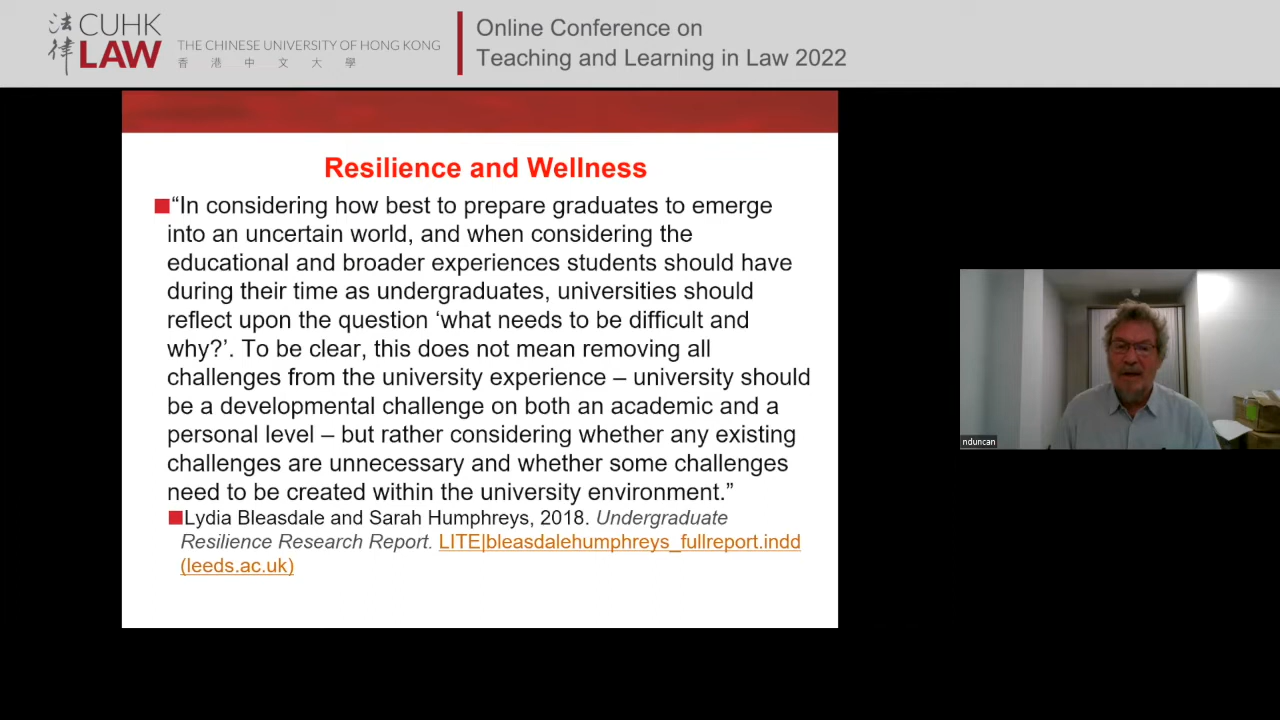 法律
CUHK
LAW
THE CHINESE UNIVERSITY OF HONG KONG
香港中文大學
Online Conference on
Teaching and Learning in Law 2022
Resilience and Wellness
“In considering how best to prepare graduates to emerge
into an uncertain world, and when considering the
educational and broader experiences students should have
during their time as undergraduates, universities should
reflect upon the question ‘what needs to be difficult and
why?’. To be clear, this does not mean removing all
challenges from the university experience – university should
be a developmental challenge on both an academic and a
personal level – but rather considering whether any existing
challenges are unnecessary and whether some challenges
need to be created within the university environment.”
Lydia Bleasdale and Sarah Humphreys, 2018. Undergraduate
Resilience Research Report. LITE|bleasdalehumphreys_fullreport.indd
(leeds.ac.uk)
nduncan